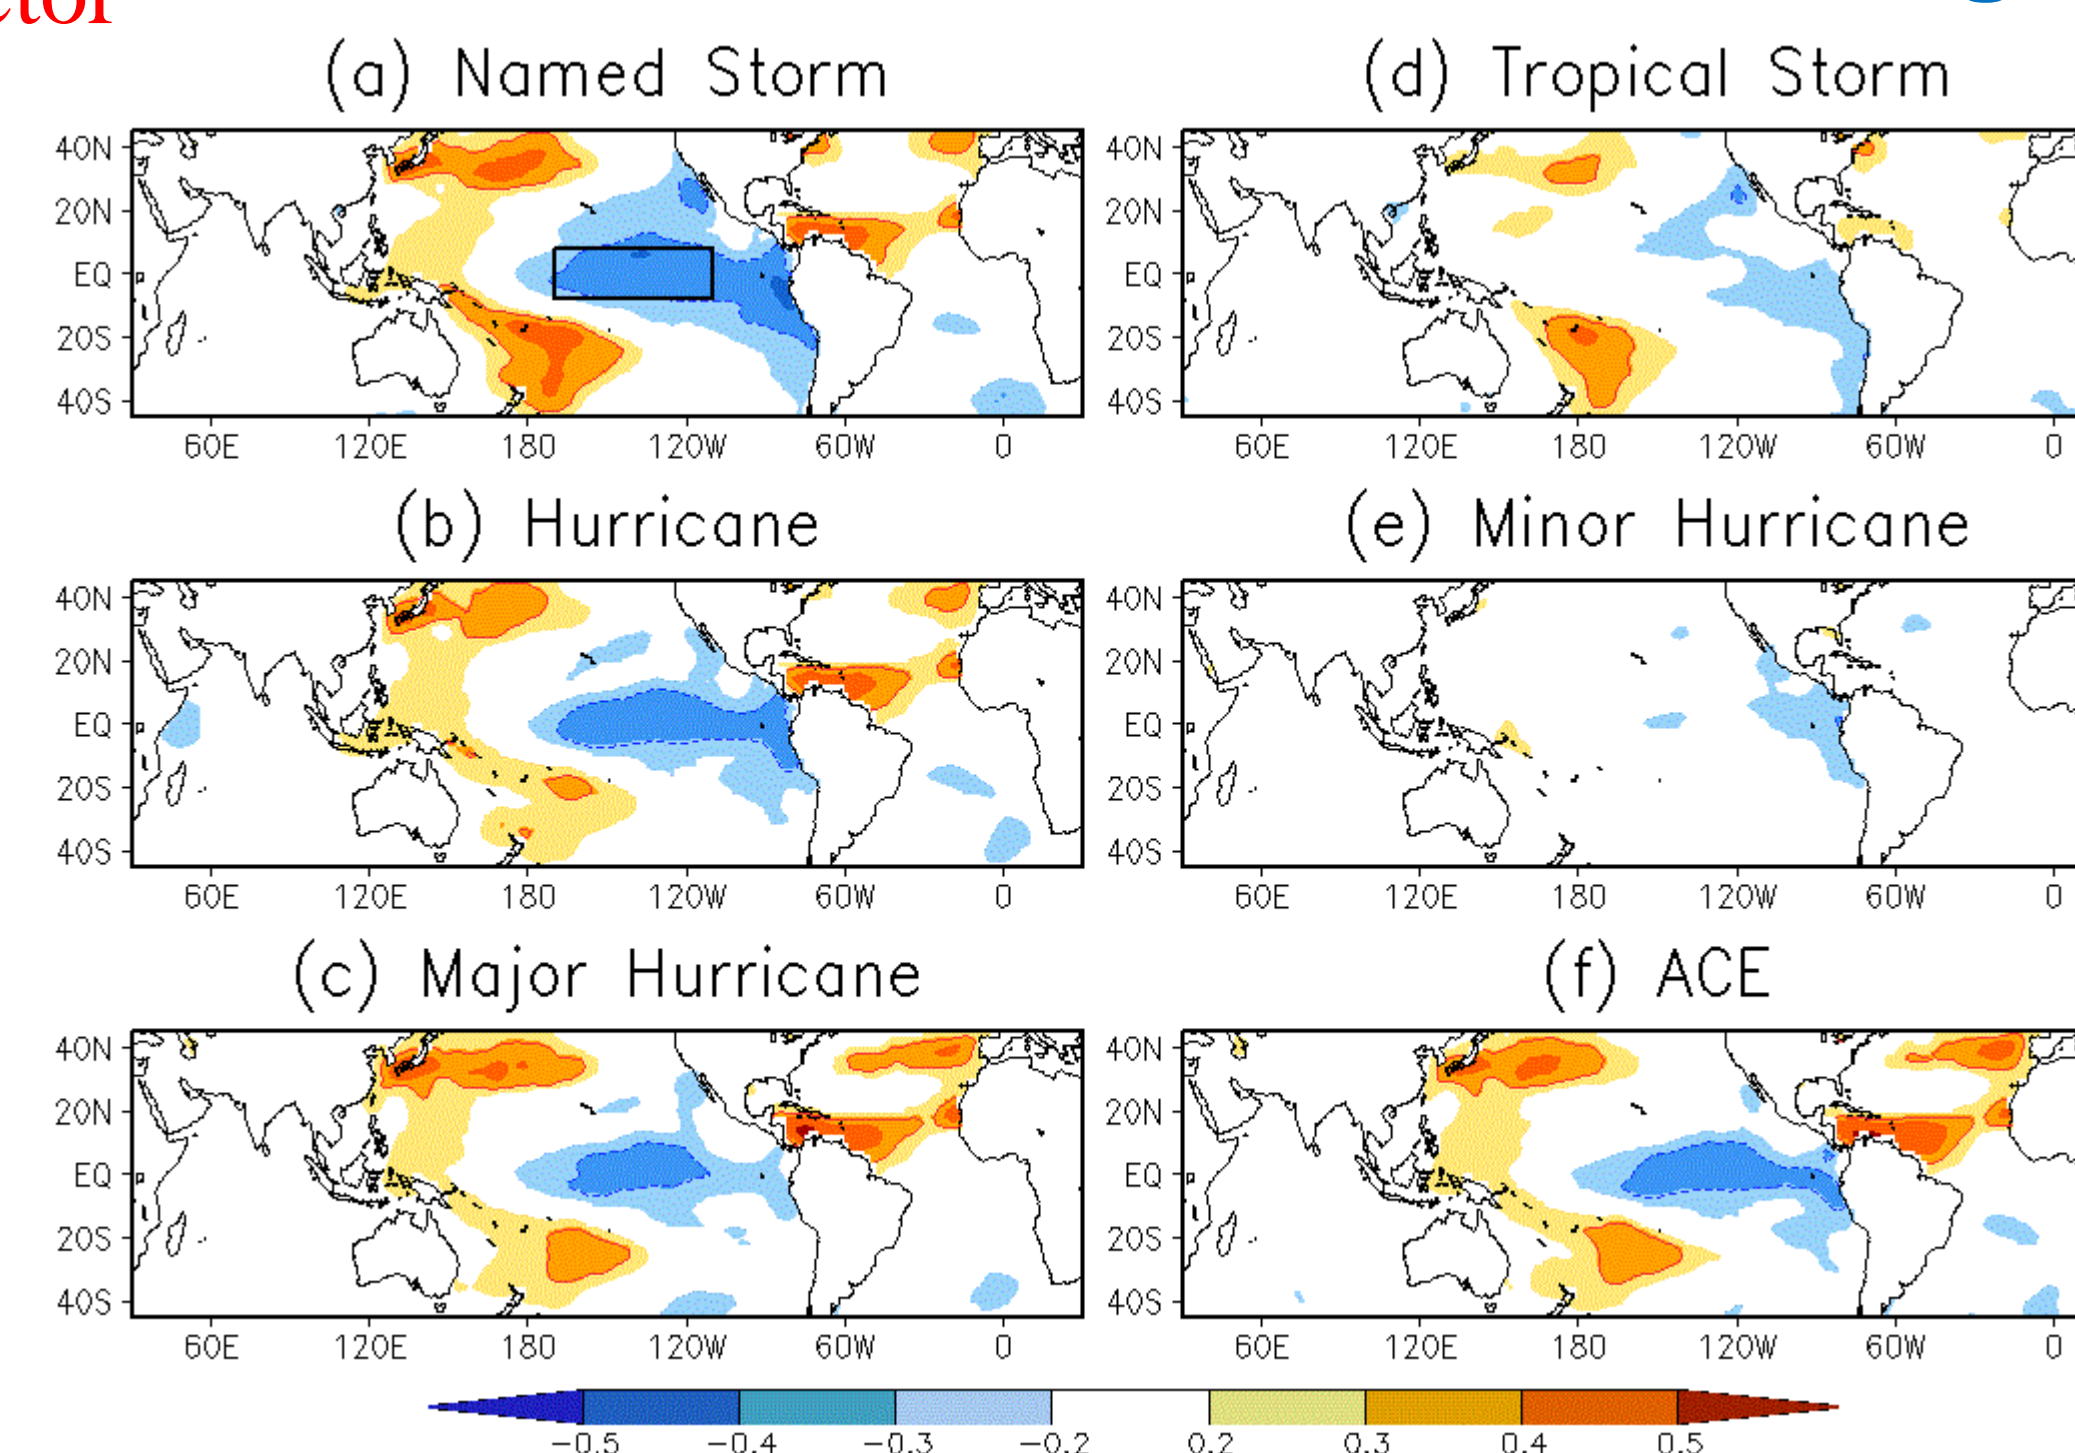 (a) Named Storm
40N
20N
EQ
20S
40S
60E 120E 180 120W 60W 0
(d) Tropical Storm
40N
20N
EQ
20S
40S
60E 120E 180 120W 60W 0
(b) Hurricane
40N
20N
EQ
20S
40S
60E 120E 180 120W 60W 0
(e) Minor Hurricane
40N
20N
EQ
20S
40S
60E 120E 180 120W 60W 0
(c) Major Hurricane
40N
20N
EQ
20S
40S
60E 120E 180 120W 60W 0
(f) ACE
40N
20N
EQ
20S
40S
60E 120E 180 120W 60W 0
-0.5 -0.4 -0.3 -0.2 0.2 0.3 0.4 0.5